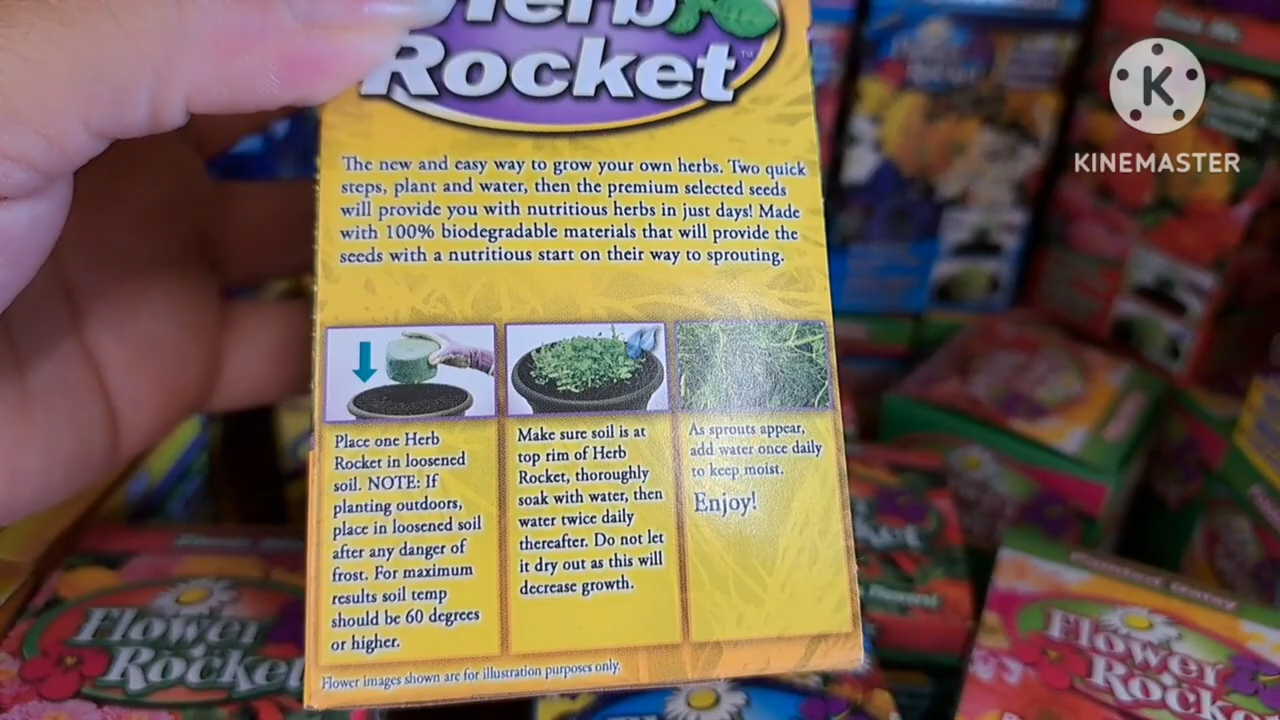 Herb
Rocket
TM
KINEMASTER
The new and easy way to grow your own herbs. Two quick
steps, plant and water, then the premium selected seeds
will provide you with nutritious herbs in just days! Made
with 100% biodegradable materials that will provide the
seeds with a nutritious start on their way to sprouting.
Place one Herb
Rocket in loosened
soil. NOTE: If
planting outdoors,
place in loosened soil
after any danger of
frost. For maximum
results soil temp
should be 60 degrees
or higher.
Make sure soil is at
top rim of Herb
Rocket, thoroughly
soak with water, then
water twice daily
thereafter. Do not let
it dry out as this will
decrease growth.
As sprouts appear,
add water once daily
to keep moist.
Enjoy!
Flower images shown are for illustration purposes only.
Flower
Rocket
Flower